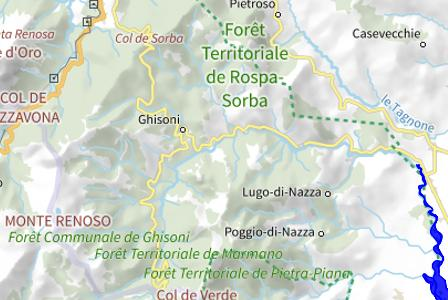 Pietroso
Casevecchie
ta Renosa
e d'Oro
Col de Sorba
Forêt
Territoriale
de Rospa-
Sorba
COL DE
ZZAVONA
le Tagnone
Ghisoni
Lugo-di-Nazza
MONTE RENOSO
Poggio-di-Nazza
Forêt Communale de Ghisoni
Forêt Territoriale de Marmano
Forêt Territoriale de Pietra-Piana
Col de Verde